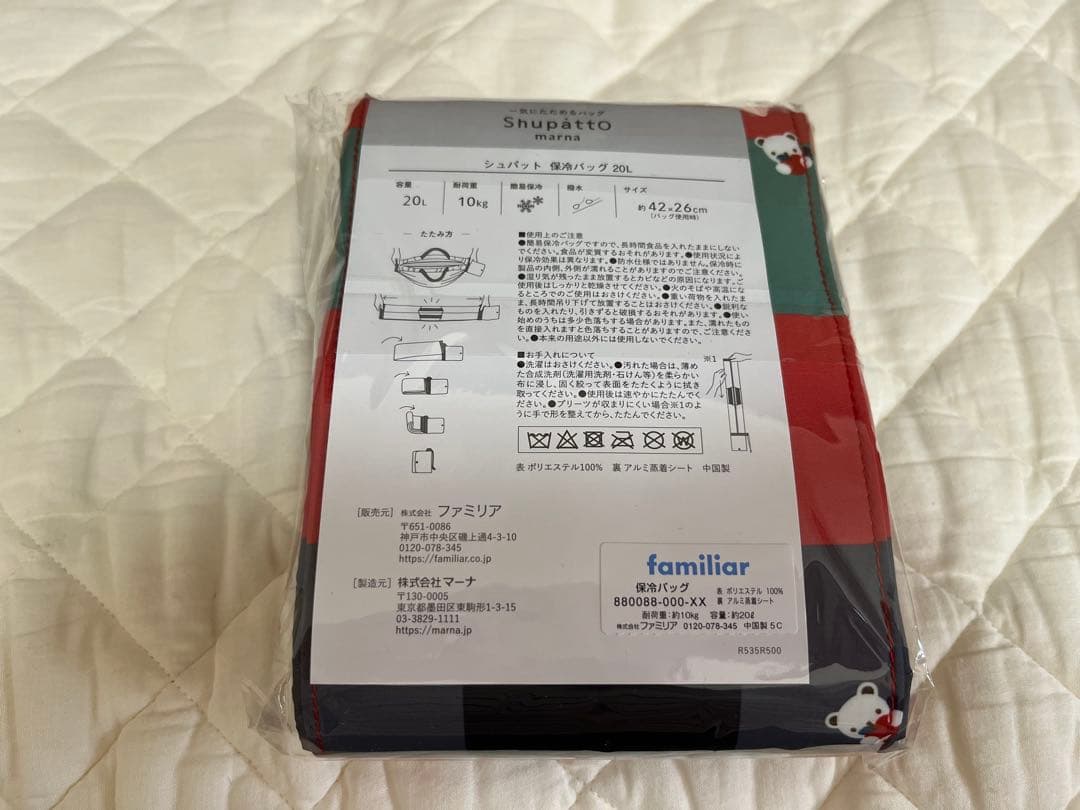 一気にたためるバッグ
Shupatto
marna
シュパット 保冷バッグ 20L
容量 耐荷重 簡易保冷 撥水 サイズ
20L 10kg 約42×26cm
(バッグ使用時)
たたみ方
■使用上のご注意
●簡易保冷バッグですので、長時間食品を入れたままにしない
でください。食品が変質するおそれがあります。●使用状況によ
り保冷効果は異なります。●防水仕様ではありません。保冷時に
製品の内側、外側が濡れることがありますのでご注意ください。
●湿り気が残ったまま放置するとカビなどの原因になります。ご
使用後はしっかりと乾燥させてください。●火のそばや高温にな
るところでのご使用はおさけください。●重い荷物を入れたま
ま、長時間吊り下げて放置することはおさけください。●鋭利な
ものを入れたり、引きずると破損するおそれがあります。●使い
始めのうちは多少色落ちする場合があります。また、濡れたもの
を直接入れますと色落ちすることがありますので、ご注意くださ
い。●本来の用途以外には使用しないでください。
■お手入れについて
●洗濯はおさけください。●汚れた場合は、薄め
た合成洗剤(洗濯用洗剤・石けん等)を柔らかい
布に浸し、固く絞って表面をたたくように拭き
取ってください。●使用後は速やかにたたんでく
ださい。●プリーツが収まりにくい場合※1のよ
うに手で形を整えてから、たたんでください。
※1
表 ポリエステル100% 裏 アルミ蒸着シート 中国製
[販売元] 株式会社 ファミリア
〒651-0086
神戸市中央区磯上通4-3-10
0120-078-345
https://familiar.co.jp
[製造元] 株式会社マーナ
〒130-0005
東京都墨田区東駒形1-3-15
03-3829-1111
https://marna.jp
familiar
保冷バッグ 表 ポリエステル 100%
880088-000-XX 裏 アルミ蒸着シート
耐荷重:約10kg 容量:約20ℓ
株式会社 ファミリア 0120-078-345 中国製 5C
R535R500